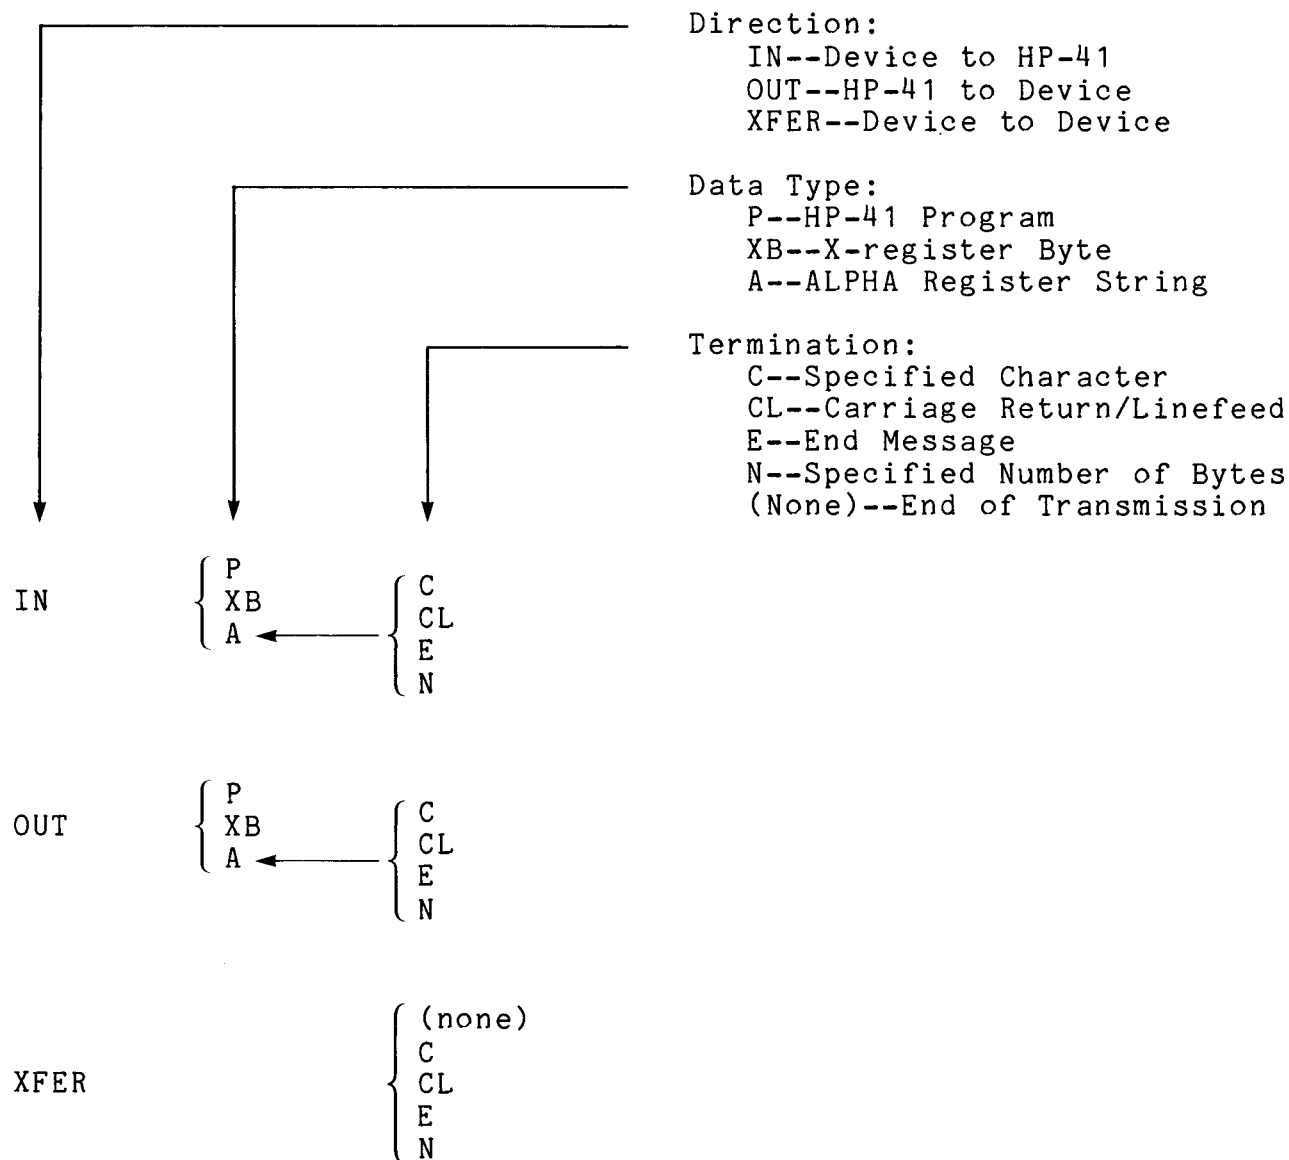 Direction:
IN--Device to HP-41
OUT--HP-41 to Device
XFER--Device to Device
Data Type:
P--HP-41 Program
XB--X-register Byte
A--ALPHA Register String
Termination:
C--Specified Character
CL--Carriage Return/Linefeed
E--End Message
N--Specified Number of Bytes
(None)--End of Transmission
IN
P
XB
A
C
CL
E
N
OUT
P
XB
A
C
CL
E
N
XFER
(none)
C
CL
E
N